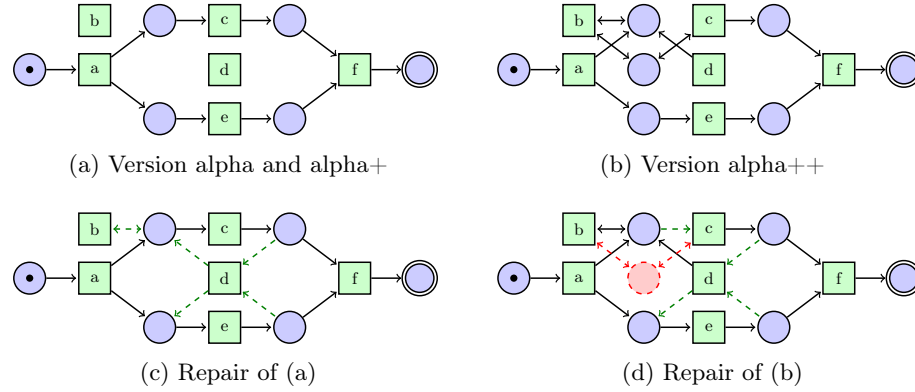 b
c
a
d
f
e
(a) Version alpha and alpha+
b
c
a
d
f
e
(b) Version alpha++
b
c
a
d
f
e
(c) Repair of (a)
b
c
a
d
f
e
(d) Repair of (b)